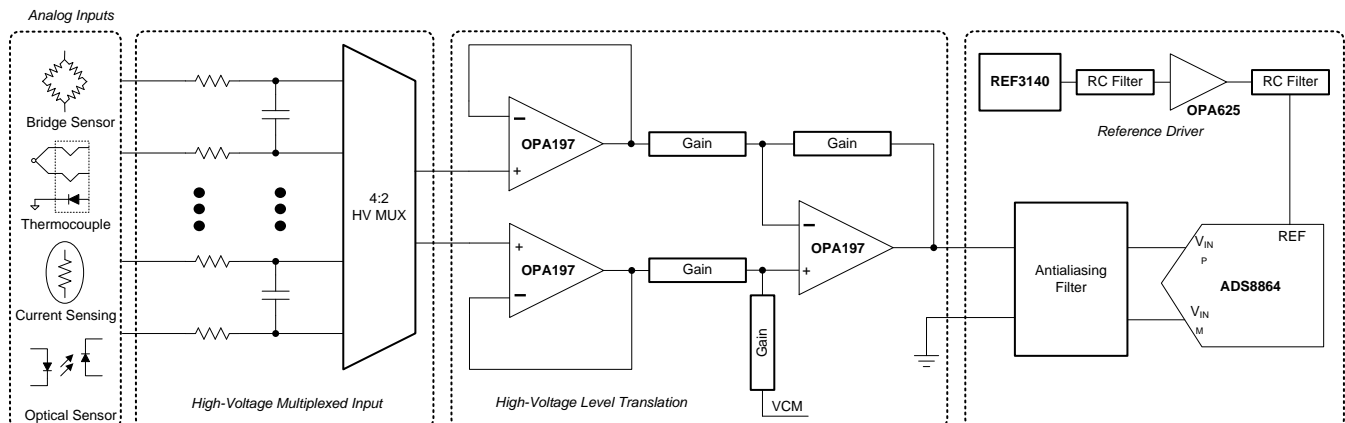 Analog Inputs
Bridge Sensor
Thermocouple
Current Sensing
Optical Sensor
4:2
HV MUX
High-Voltage Multiplexed Input
OPA197
Gain
Gain
OPA197
Gain
OPA197
Gain
VCM
High-Voltage Level Translation
REF3140
RC Filter
OPA625
RC Filter
Reference Driver
Antialiasing
Filter
REF
VIN
P
ADS8864
VIN
M